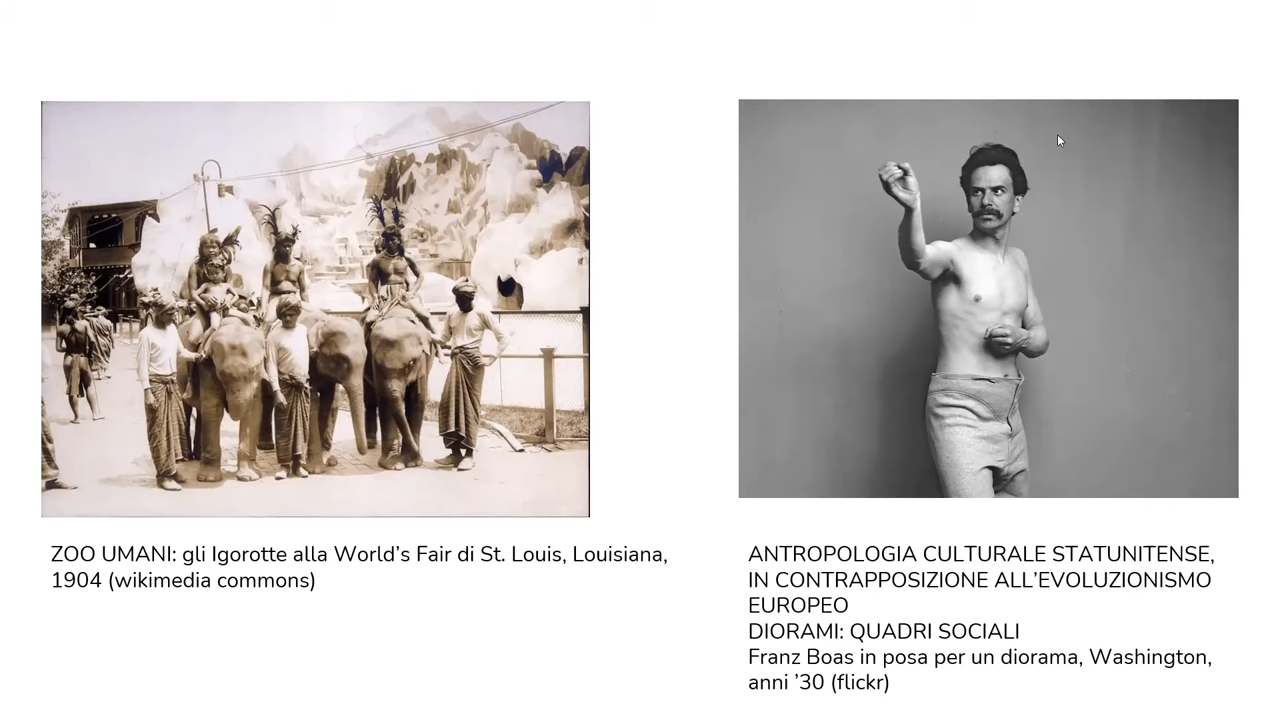 ZOO UMANI: gli Igorotte alla World’s Fair di St. Louis, Louisiana,
1904 (wikimedia commons)
ANTROPOLOGIA CULTURALE STATUNITENSE,
IN CONTRAPPOSIZIONE ALL’EVOLUZIONISMO
EUROPEO
DIORAMI: QUADRI SOCIALI
Franz Boas in posa per un diorama, Washington,
anni ’30 (flickr)